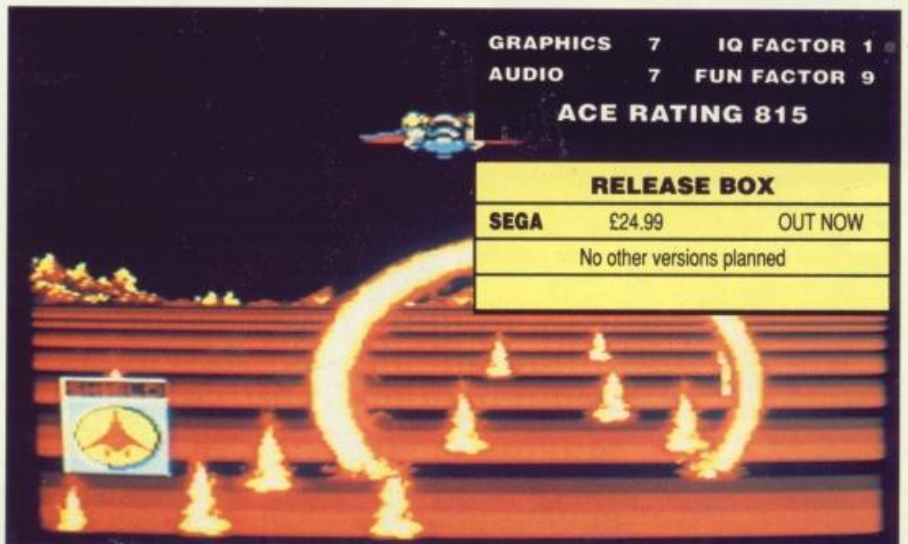 GRAPHICS 7 IQ FACTOR 1
AUDIO 7 FUN FACTOR 9
ACE RATING 815
RELEASE BOX
SEGA £24.99 OUT NOW
No other versions planned
SHIELD